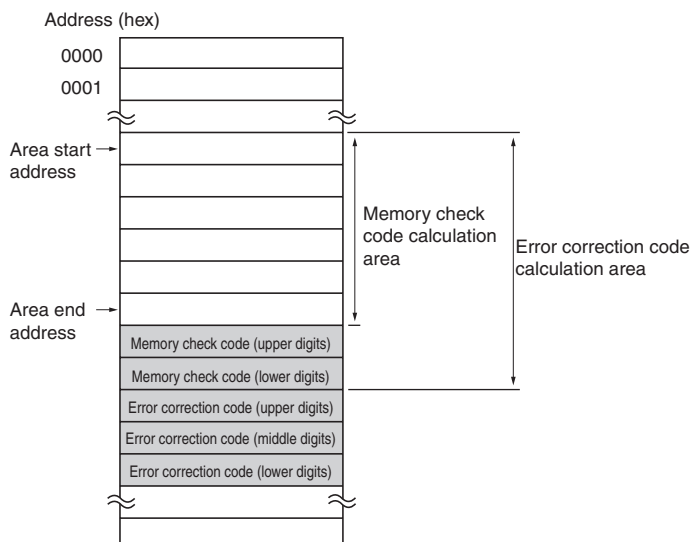 Address (hex)
0000
0001
Area start
address
Memory check
code calculation
area
Error correction code
calculation area
Area end
address
Memory check code (upper digits)
Memory check code (lower digits)
Error correction code (upper digits)
Error correction code (middle digits)
Error correction code (lower digits)